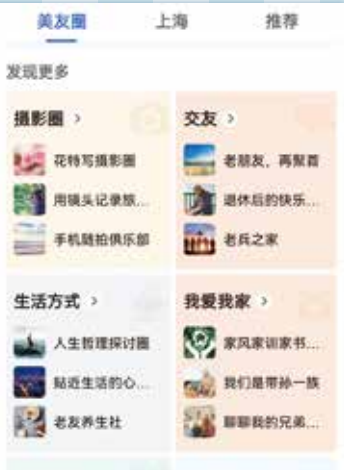 美友圈 上海 推荐
发现更多
摄影圈 >
花特写摄影圈
用镜头记录旅...
手机随拍俱乐部
交友 >
老朋友，再聚首
退休后的快乐...
老兵之家
生活方式 >
人生哲理探讨圈
贴近生活的心...
老友养生社
我爱我家 >
家风家训家书...
我们是带孙一族
聊聊我的兄弟...